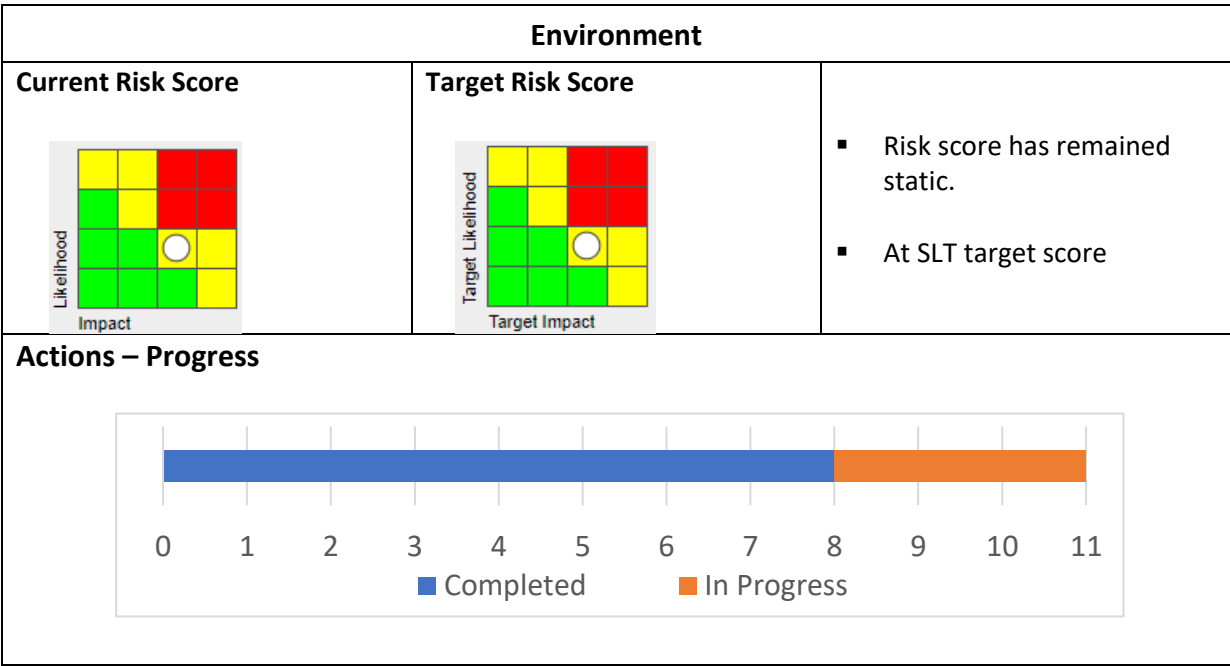 Environment
Current Risk Score
Target Risk Score
Likelihood
Impact
Target Likelihood
Target Impact
▪ Risk score has remained
static.
▪ At SLT target score
Actions – Progress
0 1 2 3 4 5 6 7 8 9 10 11
Completed In Progress